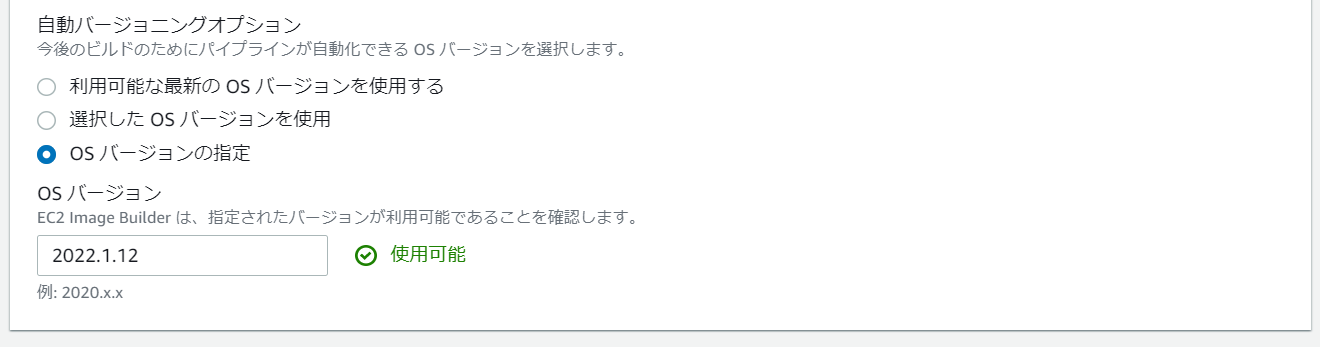 自動バージョニングオプション
今後のビルドのためにパイプラインが自動化できる OS バージョンを選択します。
利用可能な最新の OS バージョンを使用する
選択した OS バージョンを使用
OS バージョンの指定
OS バージョン
EC2 Image Builder は、指定されたバージョンが利用可能であることを確認します。
2022.1.12 使用可能
例: 2020.x.x